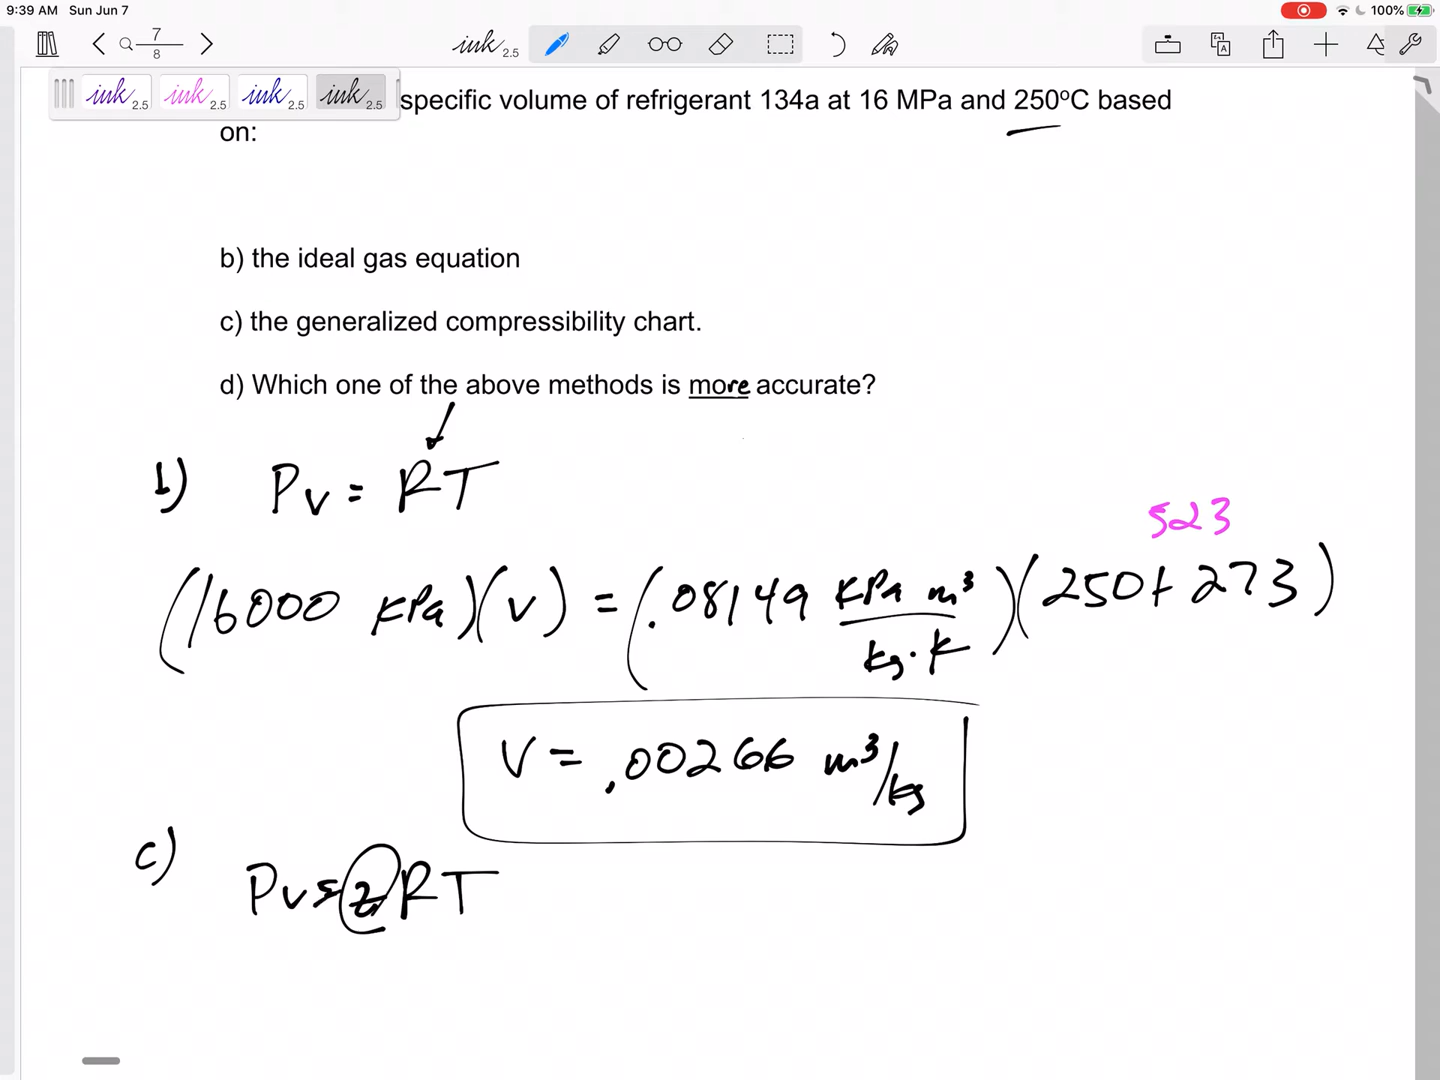 9:39 AM Sun Jun 7
100%
7
8
ink 2.5
ink 2.5 ink 2.5 ink 2.5 ink 2.5
specific volume of refrigerant 134a at 16 MPa and 250ºC based
on:
b) the ideal gas equation
c) the generalized compressibility chart.
d) Which one of the above methods is more accurate?
b) Pv = RT
523
(16000 kPa)(v) = (.08149 kPa m³/kg·K)(250+273)
v = .00266 m³/kg
c)
Pv = zRT